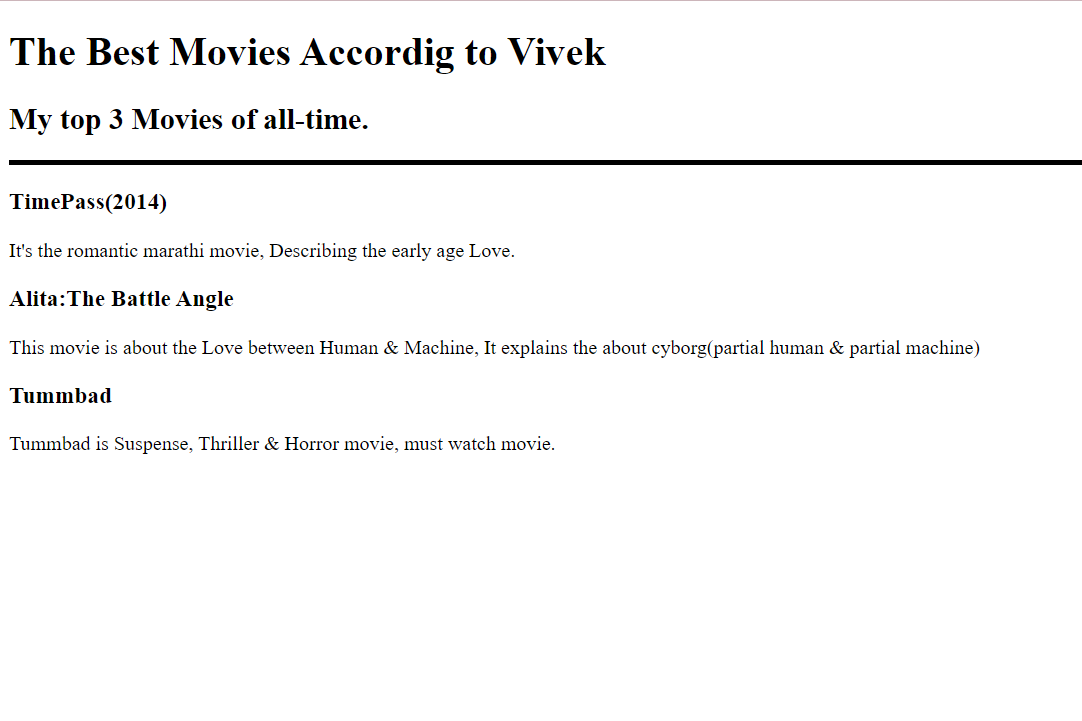 The Best Movies Accordig to Vivek
My top 3 Movies of all-time.
TimePass(2014)
It's the romantic marathi movie, Describing the early age Love.
Alita:The Battle Angle
This movie is about the Love between Human & Machine, It explains the about cyborg(partial human & partial machine)
Tummbad
Tummbad is Suspense, Thriller & Horror movie, must watch movie.